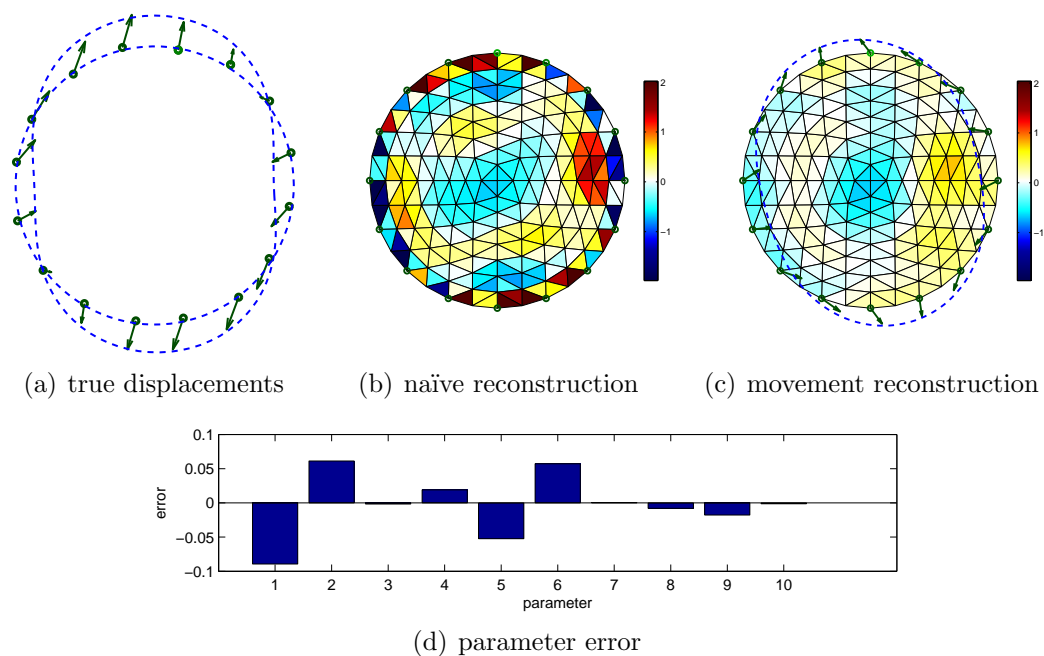 2
1
0
−1
2
1
0
−1
(a) true displacements
(b) naïve reconstruction
(c) movement reconstruction
0.1
0.05
0
−0.05
−0.1
error
1 2 3 4 5 6 7 8 9 10
parameter
(d) parameter error